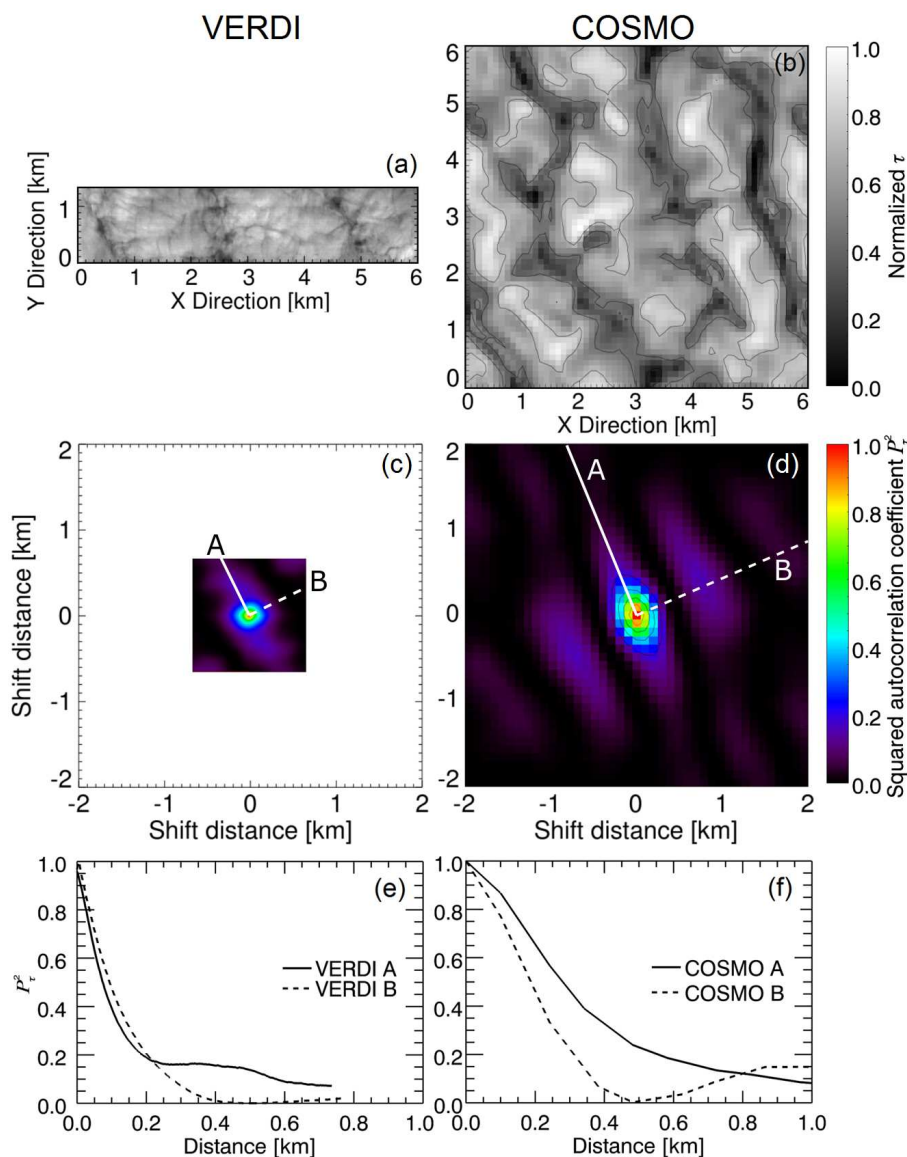 VERDI
COSMO
(a)
Y Direction [km]
1
0
0 1 2 3 4 5 6
X Direction [km]
(b)
6
5
4
3
2
1
0
0 1 2 3 4 5 6
X Direction [km]
1.0
0.8
0.6
0.4
0.2
0.0
Normalized τ
(c)
A
B
Shift distance [km]
2
1
0
-1
-2
-2 -1 0 1 2
Shift distance [km]
(d)
A
B
2
1
0
-1
-2
-2 -1 0 1 2
Shift distance [km]
1.0
0.8
0.6
0.4
0.2
0.0
Squared autocorrelation coefficient P²τ
(e)
P²τ
1.0
0.8
0.6
0.4
0.2
0.0
VERDI A
VERDI B
0.0 0.2 0.4 0.6 0.8 1.0
Distance [km]
(f)
1.0
0.8
0.6
0.4
0.2
0.0
COSMO A
COSMO B
0.0 0.2 0.4 0.6 0.8 1.0
Distance [km]